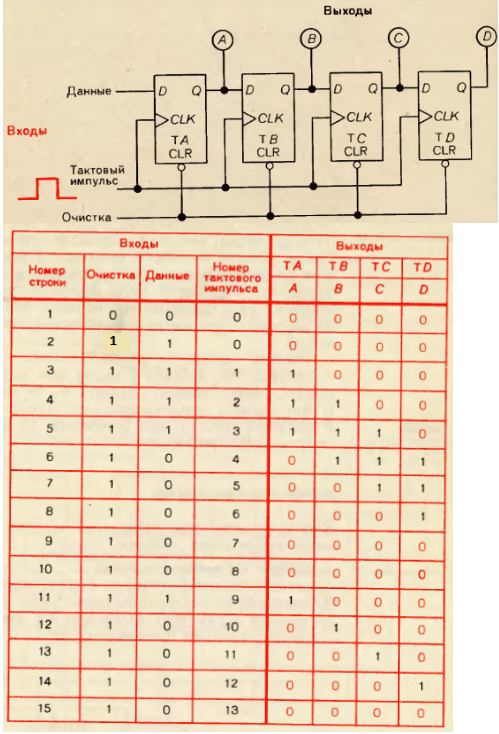 Выходы
A B C D
Данные D Q D Q D Q D Q
CLK CLK CLK CLK
Входы
TA TB TC TD
CLR CLR CLR CLR
Тактовый
импульс
Очистка
Входы Выходы
Номер строки Очистка Данные Номер тактового импульса TA TB TC TD
A B C D
1 0 0 0 0 0 0 0
2 1 1 0 0 0 0 0
3 1 1 1 1 0 0 0
4 1 1 2 1 1 0 0
5 1 1 3 1 1 1 0
6 1 0 4 0 1 1 1
7 1 0 5 0 0 1 1
8 1 0 6 0 0 0 1
9 1 0 7 0 0 0 0
10 1 0 8 0 0 0 0
11 1 1 9 1 0 0 0
12 1 0 10 0 1 0 0
13 1 0 11 0 0 1 0
14 1 0 12 0 0 0 1
15 1 0 13 0 0 0 0